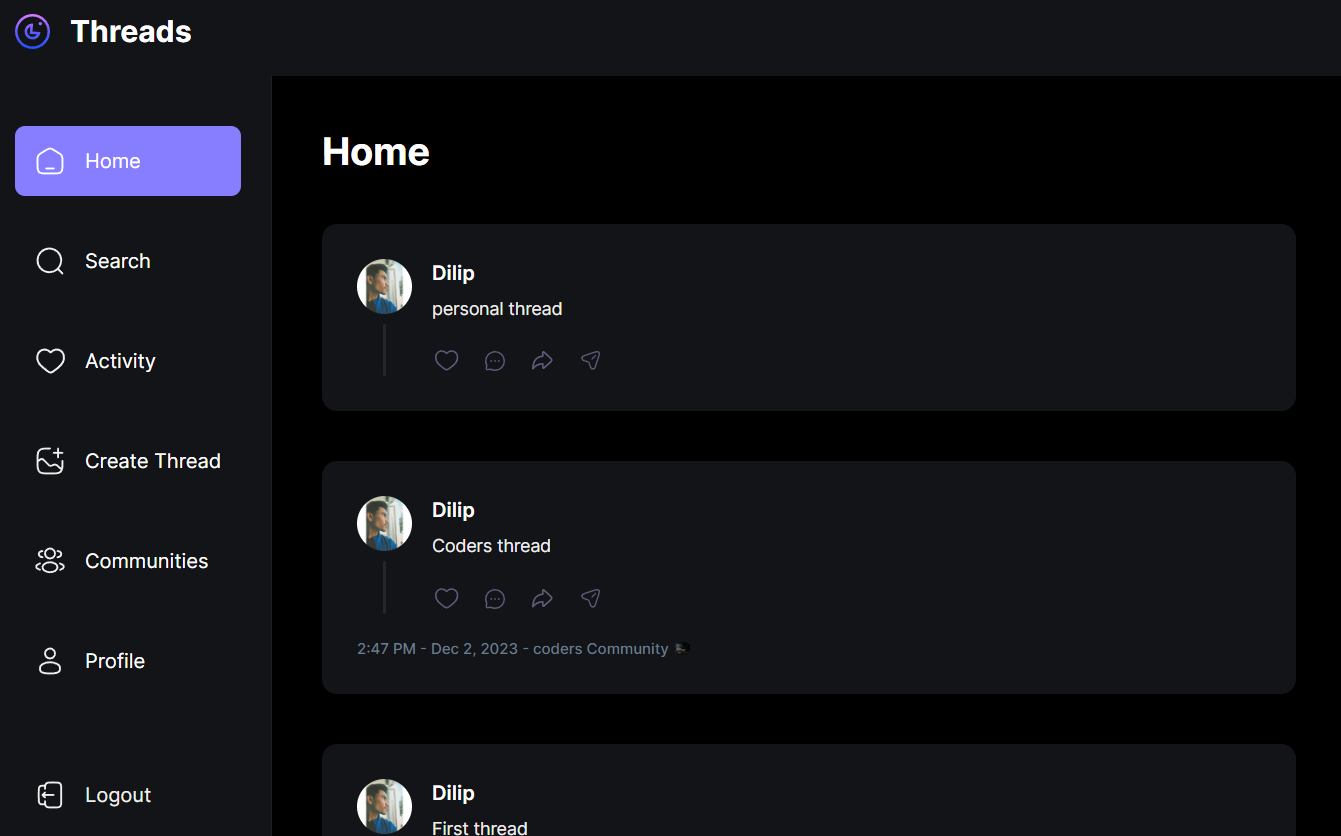 Threads
Home
Search
Activity
Create Thread
Communities
Profile
Logout
Home
Dilip
personal thread
Dilip
Coders thread
2:47 PM - Dec 2, 2023 - coders Community
Dilip
First thread